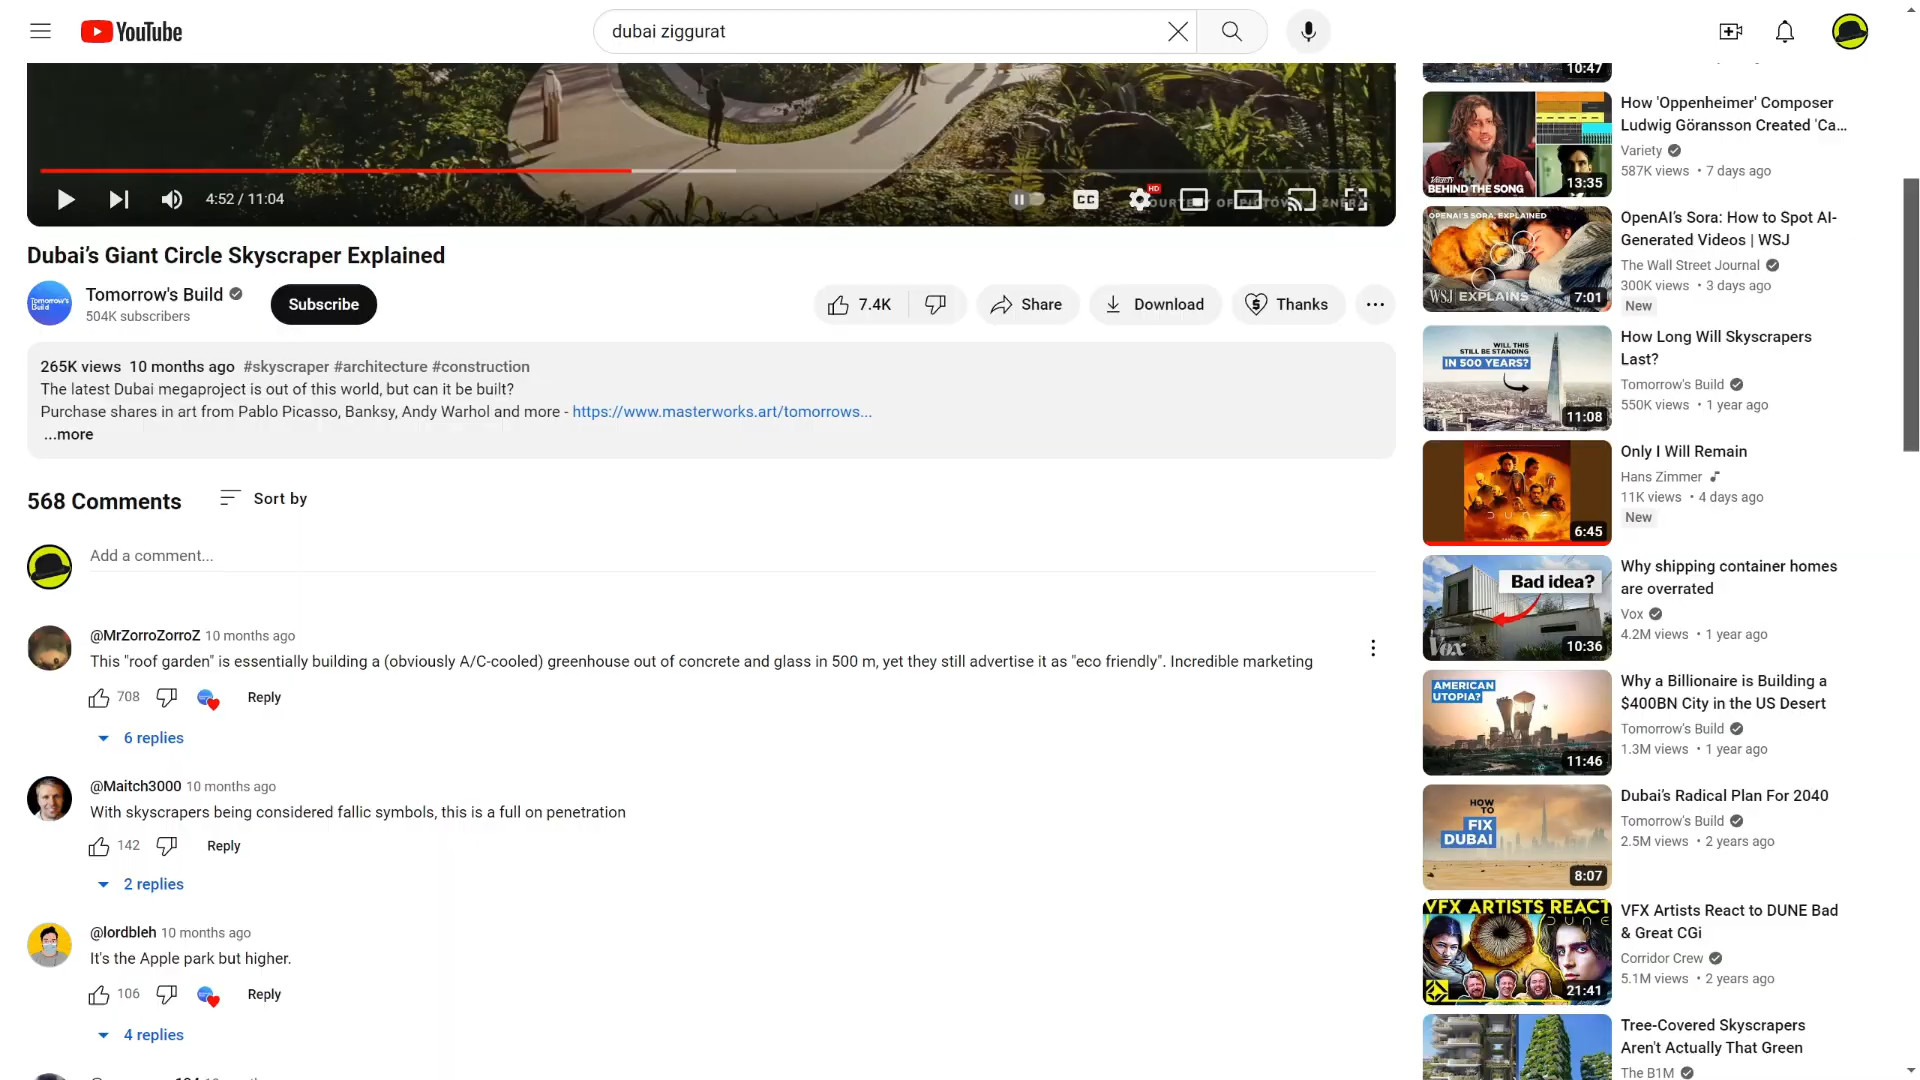 YouTube
dubai ziggurat
4:52 / 11:04
CC
HD
Dubai’s Giant Circle Skyscraper Explained
Tomorrow's Build
Tomorrow's Build
504K subscribers
Subscribe
7.4K
Share
Download
Thanks
265K views 10 months ago #skyscraper #architecture #construction
The latest Dubai megaproject is out of this world, but can it be built?
Purchase shares in art from Pablo Picasso, Banksy, Andy Warhol and more - https://www.masterworks.art/tomorrows...
...more
568 Comments
Sort by
Add a comment...
@MrZorroZorroZ 10 months ago
This "roof garden" is essentially building a (obviously A/C-cooled) greenhouse out of concrete and glass in 500 m, yet they still advertise it as "eco friendly". Incredible marketing
708
Reply
6 replies
@Maitch3000 10 months ago
With skyscrapers being considered fallic symbols, this is a full on penetration
142
Reply
2 replies
@lordbleh 10 months ago
It's the Apple park but higher.
106
Reply
4 replies
10:47
VARIETY
BEHIND THE SONG
13:35
How 'Oppenheimer' Composer
Ludwig Göransson Created 'Ca...
Variety
587K views • 7 days ago
OPENAI'S SORA, EXPLAINED
WSJ EXPLAINS
7:01
OpenAI’s Sora: How to Spot AI-
Generated Videos | WSJ
The Wall Street Journal
300K views • 3 days ago
New
WILL THIS
STILL BE STANDING
IN 500 YEARS?
11:08
How Long Will Skyscrapers
Last?
Tomorrow's Build
550K views • 1 year ago
DUNE
6:45
Only I Will Remain
Hans Zimmer
11K views • 4 days ago
New
Bad idea?
Vox
10:36
Why shipping container homes
are overrated
Vox
4.2M views • 1 year ago
AMERICAN
UTOPIA?
11:46
Why a Billionaire is Building a
$400BN City in the US Desert
Tomorrow's Build
1.3M views • 1 year ago
HOW
TO
FIX
DUBAI
8:07
Dubai’s Radical Plan For 2040
Tomorrow's Build
2.5M views • 2 years ago
VFX ARTISTS REACT
DUNE
21:41
VFX Artists React to DUNE Bad
& Great CGi
Corridor Crew
5.1M views • 2 years ago
Tree-Covered Skyscrapers
Aren't Actually That Green
The B1M